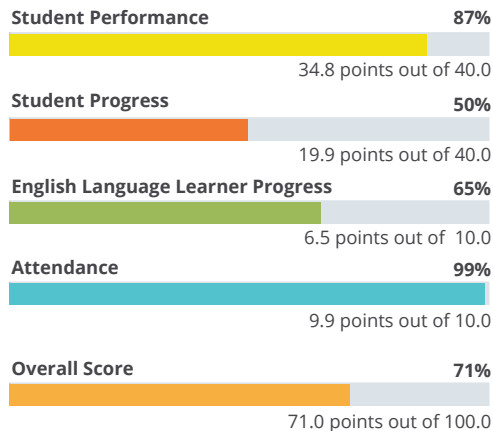 Student Performance 87%
34.8 points out of 40.0
Student Progress 50%
19.9 points out of 40.0
English Language Learner Progress 65%
6.5 points out of 10.0
Attendance 99%
9.9 points out of 10.0
Overall Score 71%
71.0 points out of 100.0